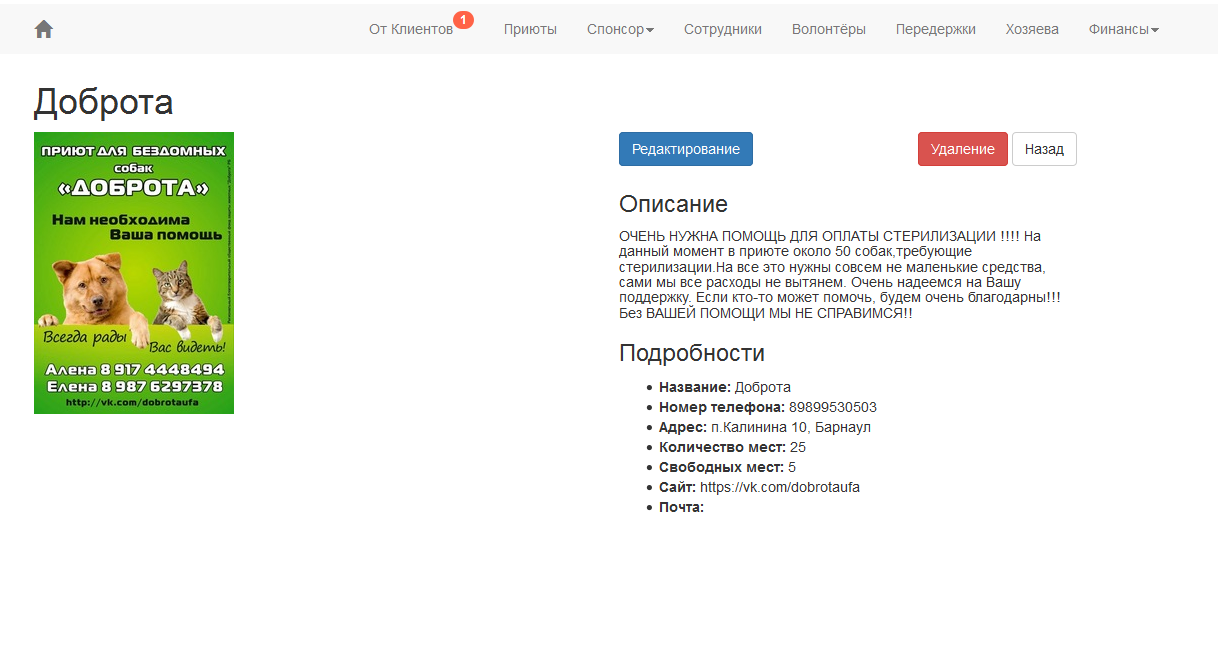 От Клиентов 1 Приюты Спонсор Сотрудники Волонтёры Передержки Хозяева Финансы
Доброта
ПРИЮТ ДЛЯ БЕЗДОМНЫХ
собак
«ДОБРОТА»
Нам необходима
Ваша помощь
Всегда рады
Вас видеть!
Алена 8 917 4448494
Елена 8 987 6297378
http://vk.com/dobrotaufa
Редактирование Удаление Назад
Описание
ОЧЕНЬ НУЖНА ПОМОЩЬ ДЛЯ ОПЛАТЫ СТЕРИЛИЗАЦИИ !!!! На
данный момент в приюте около 50 собак,требующие
стерилизации.На все это нужны совсем не маленькие средства,
сами мы все расходы не вытянем. Очень надеемся на Вашу
поддержку. Если кто-то может помочь, будем очень благодарны!!!
Без ВАШЕЙ ПОМОЩИ МЫ НЕ СПРАВИМСЯ!!
Подробности
Название: Доброта
Номер телефона: 89899530503
Адрес: п.Калинина 10, Барнаул
Количество мест: 25
Свободных мест: 5
Сайт: https://vk.com/dobrotaufa
Почта: